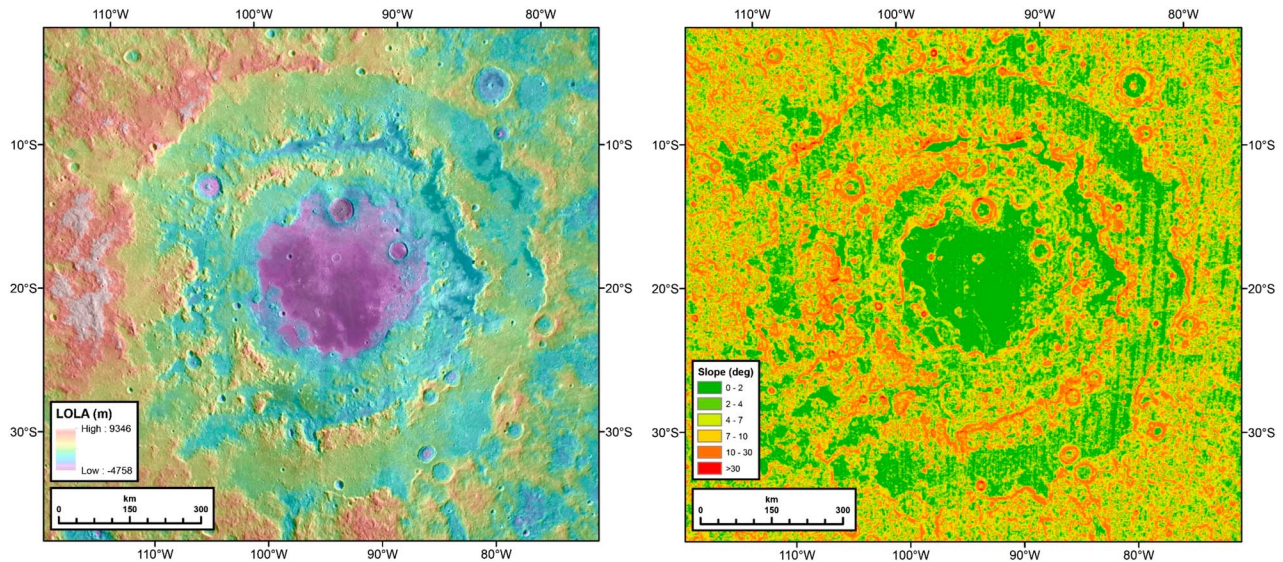 110°W 100°W 90°W 80°W
10°S 10°S
20°S 20°S
30°S 30°S
LOLA (m)
High : 9346
Low : -4758
km
0 150 300
110°W 100°W 90°W 80°W
110°W 100°W 90°W 80°W
10°S 10°S
20°S 20°S
30°S 30°S
Slope (deg)
0 - 2
2 - 4
4 - 7
7 - 10
10 - 30
>30
km
0 150 300
110°W 100°W 90°W 80°W